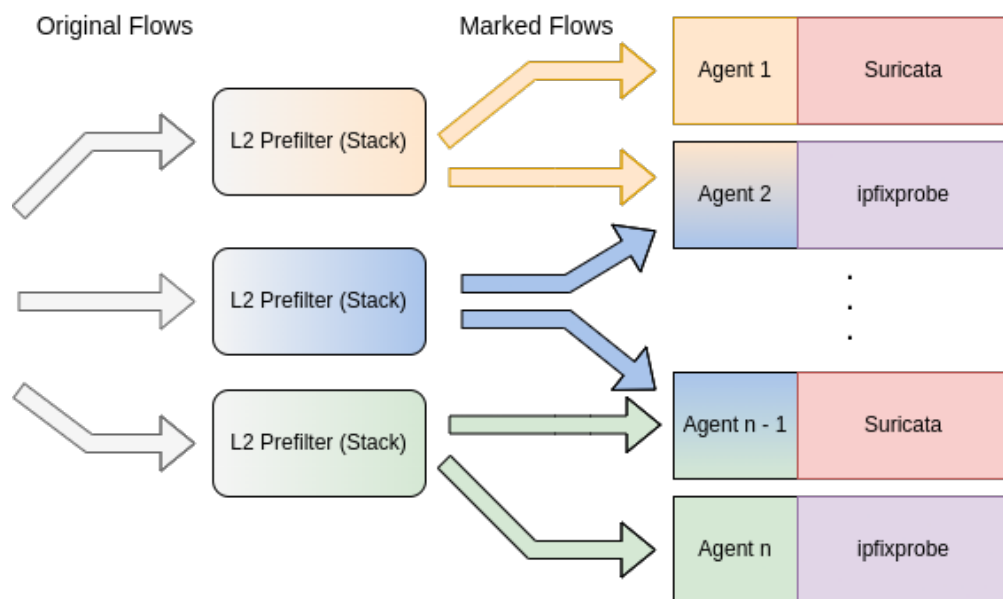 Original Flows
Marked Flows
L2 Prefilter (Stack)
L2 Prefilter (Stack)
L2 Prefilter (Stack)
Agent 1
Suricata
Agent 2
ipfixprobe
.
.
.
Agent n - 1
Suricata
Agent n
ipfixprobe